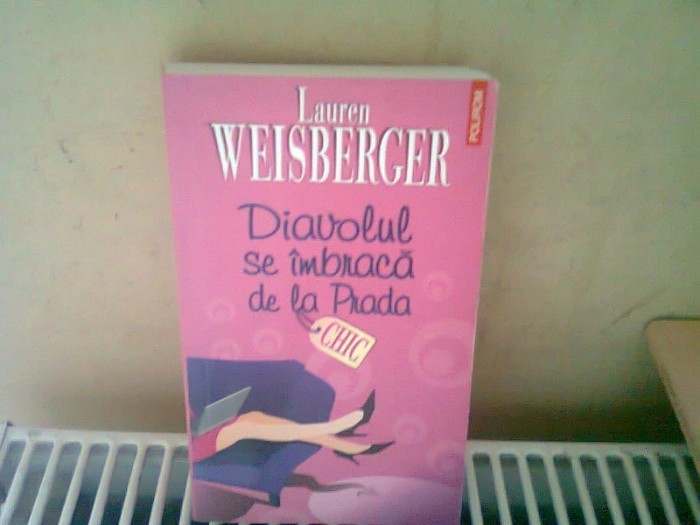 Lauren
WEISBERGER
POLIROM
Diavolul
se îmbracă
de la Prada
CHIC